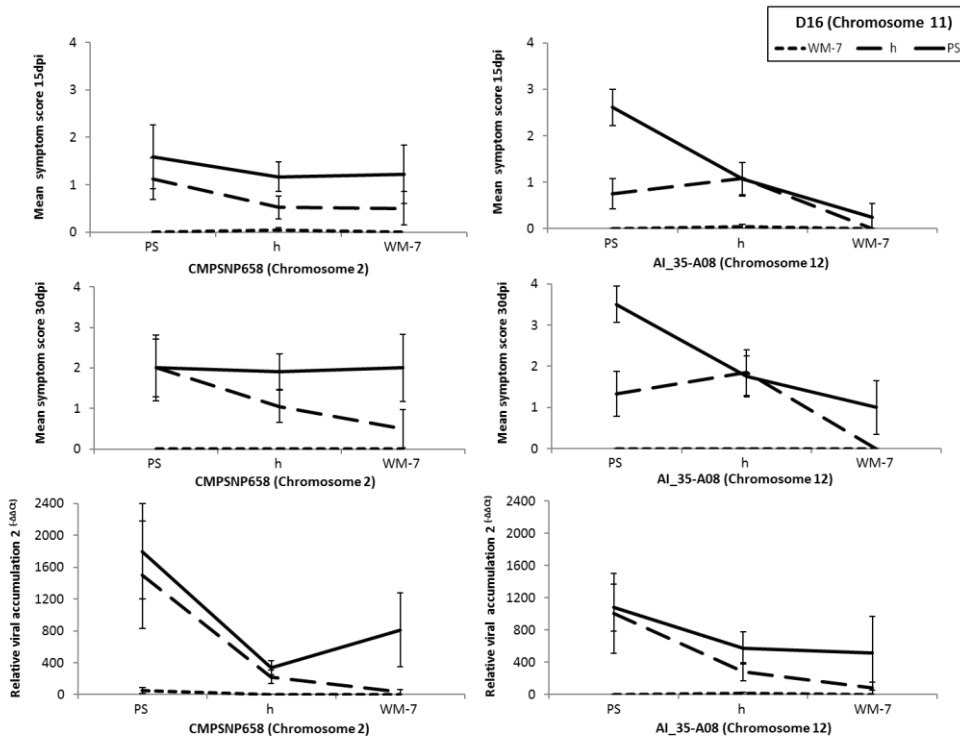 D16 (Chromosome 11)
WM-7 h PS
Mean symptom score 15dpi
4
3
2
1
0
PS h WM-7
CMPSNP658 (Chromosome 2)
Mean symptom score 15dpi
4
3
2
1
0
PS h WM-7
AI_35-A08 (Chromosome 12)
Mean symptom score 30dpi
4
3
2
1
0
PS h WM-7
CMPSNP658 (Chromosome 2)
Mean symptom score 30dpi
4
3
2
1
0
PS h WM-7
AI_35-A08 (Chromosome 12)
Relative viral accumulation 2 (-ΔΔCt)
2400
2000
1600
1200
800
400
0
PS h WM-7
CMPSNP658 (Chromosome 2)
Relative viral accumulation 2 (-ΔΔCt)
2400
2000
1600
1200
800
400
0
PS h WM-7
AI_35-A08 (Chromosome 12)